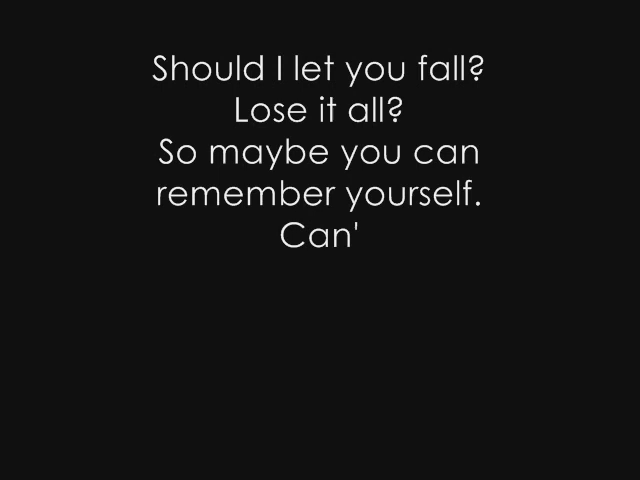 Should I let you fall?
Lose it all?
So maybe you can
remember yourself.
Can'